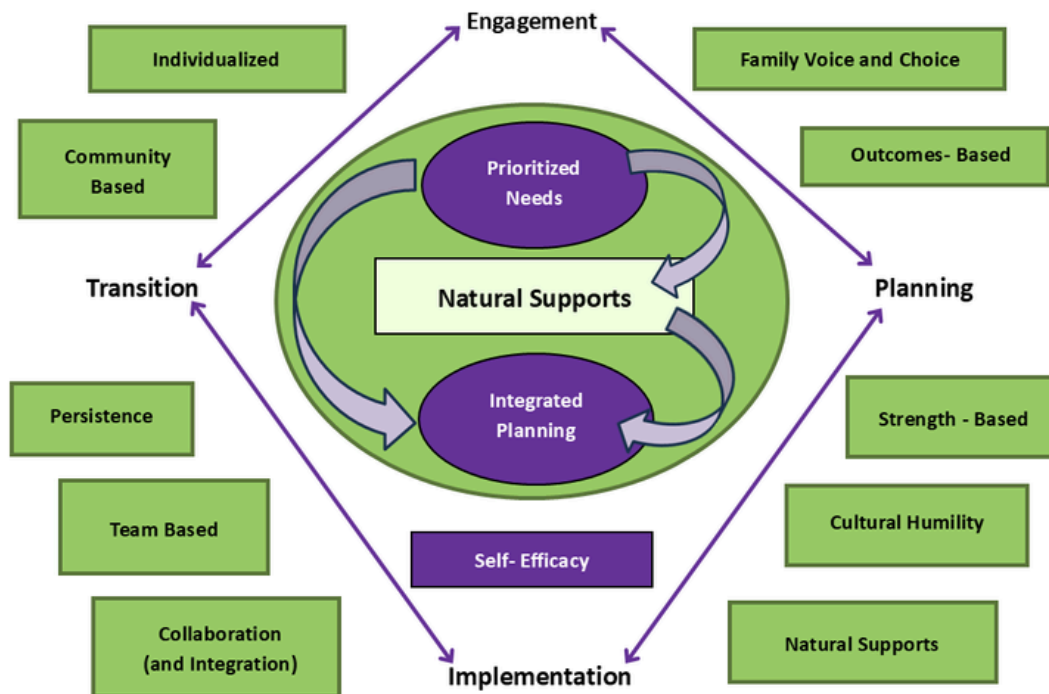 Engagement
Individualized
Family Voice and Choice
Community
Based
Outcomes- Based
Prioritized
Needs
Transition
Natural Supports
Planning
Persistence
Integrated
Planning
Strength - Based
Team Based
Self- Efficacy
Cultural Humility
Collaboration
(and Integration)
Natural Supports
Implementation